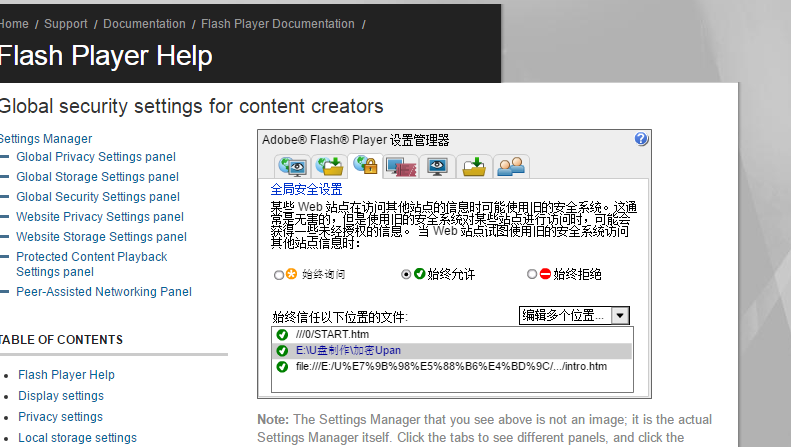 Home / Support / Documentation / Flash Player Documentation /
Flash Player Help
Global security settings for content creators
Settings Manager
Global Privacy Settings panel
Global Storage Settings panel
Global Security Settings panel
Website Privacy Settings panel
Website Storage Settings panel
Protected Content Playback
Settings panel
Peer-Assisted Networking Panel
TABLE OF CONTENTS
Flash Player Help
Display settings
Privacy settings
Local storage settings
Adobe® Flash® Player 设置管理器
?
全局安全设置
某些 Web 站点在访问其他站点的信息时可能使用旧的安全系统。这通
常是无害的，但是使用旧的安全系统对某些站点进行访问时，可能会
获得一些未经授权的信息。 当 Web 站点试图使用旧的安全系统访问
其他站点信息时：
始终询问 始终允许 始终拒绝
始终信任以下位置的文件: 编辑多个位置...
///0/START.htm
E:\U盘制作\加密Upan
file:///E:/U%E7%9B%98%E5%88%B6%E4%BD%9C/.../intro.htm
Note: The Settings Manager that you see above is not an image; it is the actual
Settings Manager itself. Click the tabs to see different panels, and click the